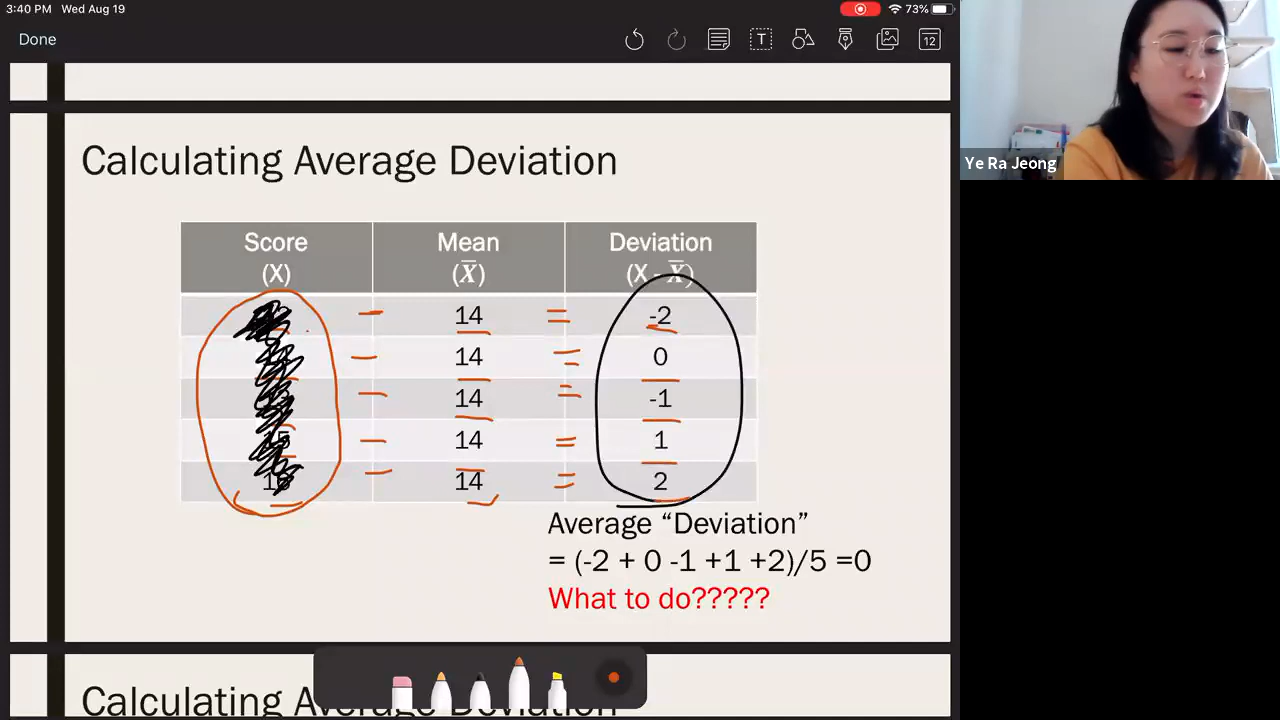 3:40 PM Wed Aug 19
73%
Done
T
12
Ye Ra Jeong
Calculating Average Deviation
Score Mean Deviation
(X) (X̅) (X - X̅)
- 14 = -2
- 14 = 0
- 14 = -1
- 14 = 1
- 14 = 2
Average “Deviation”
= (-2 + 0 -1 +1 +2)/5 =0
What to do?????
Calculating Average Deviation